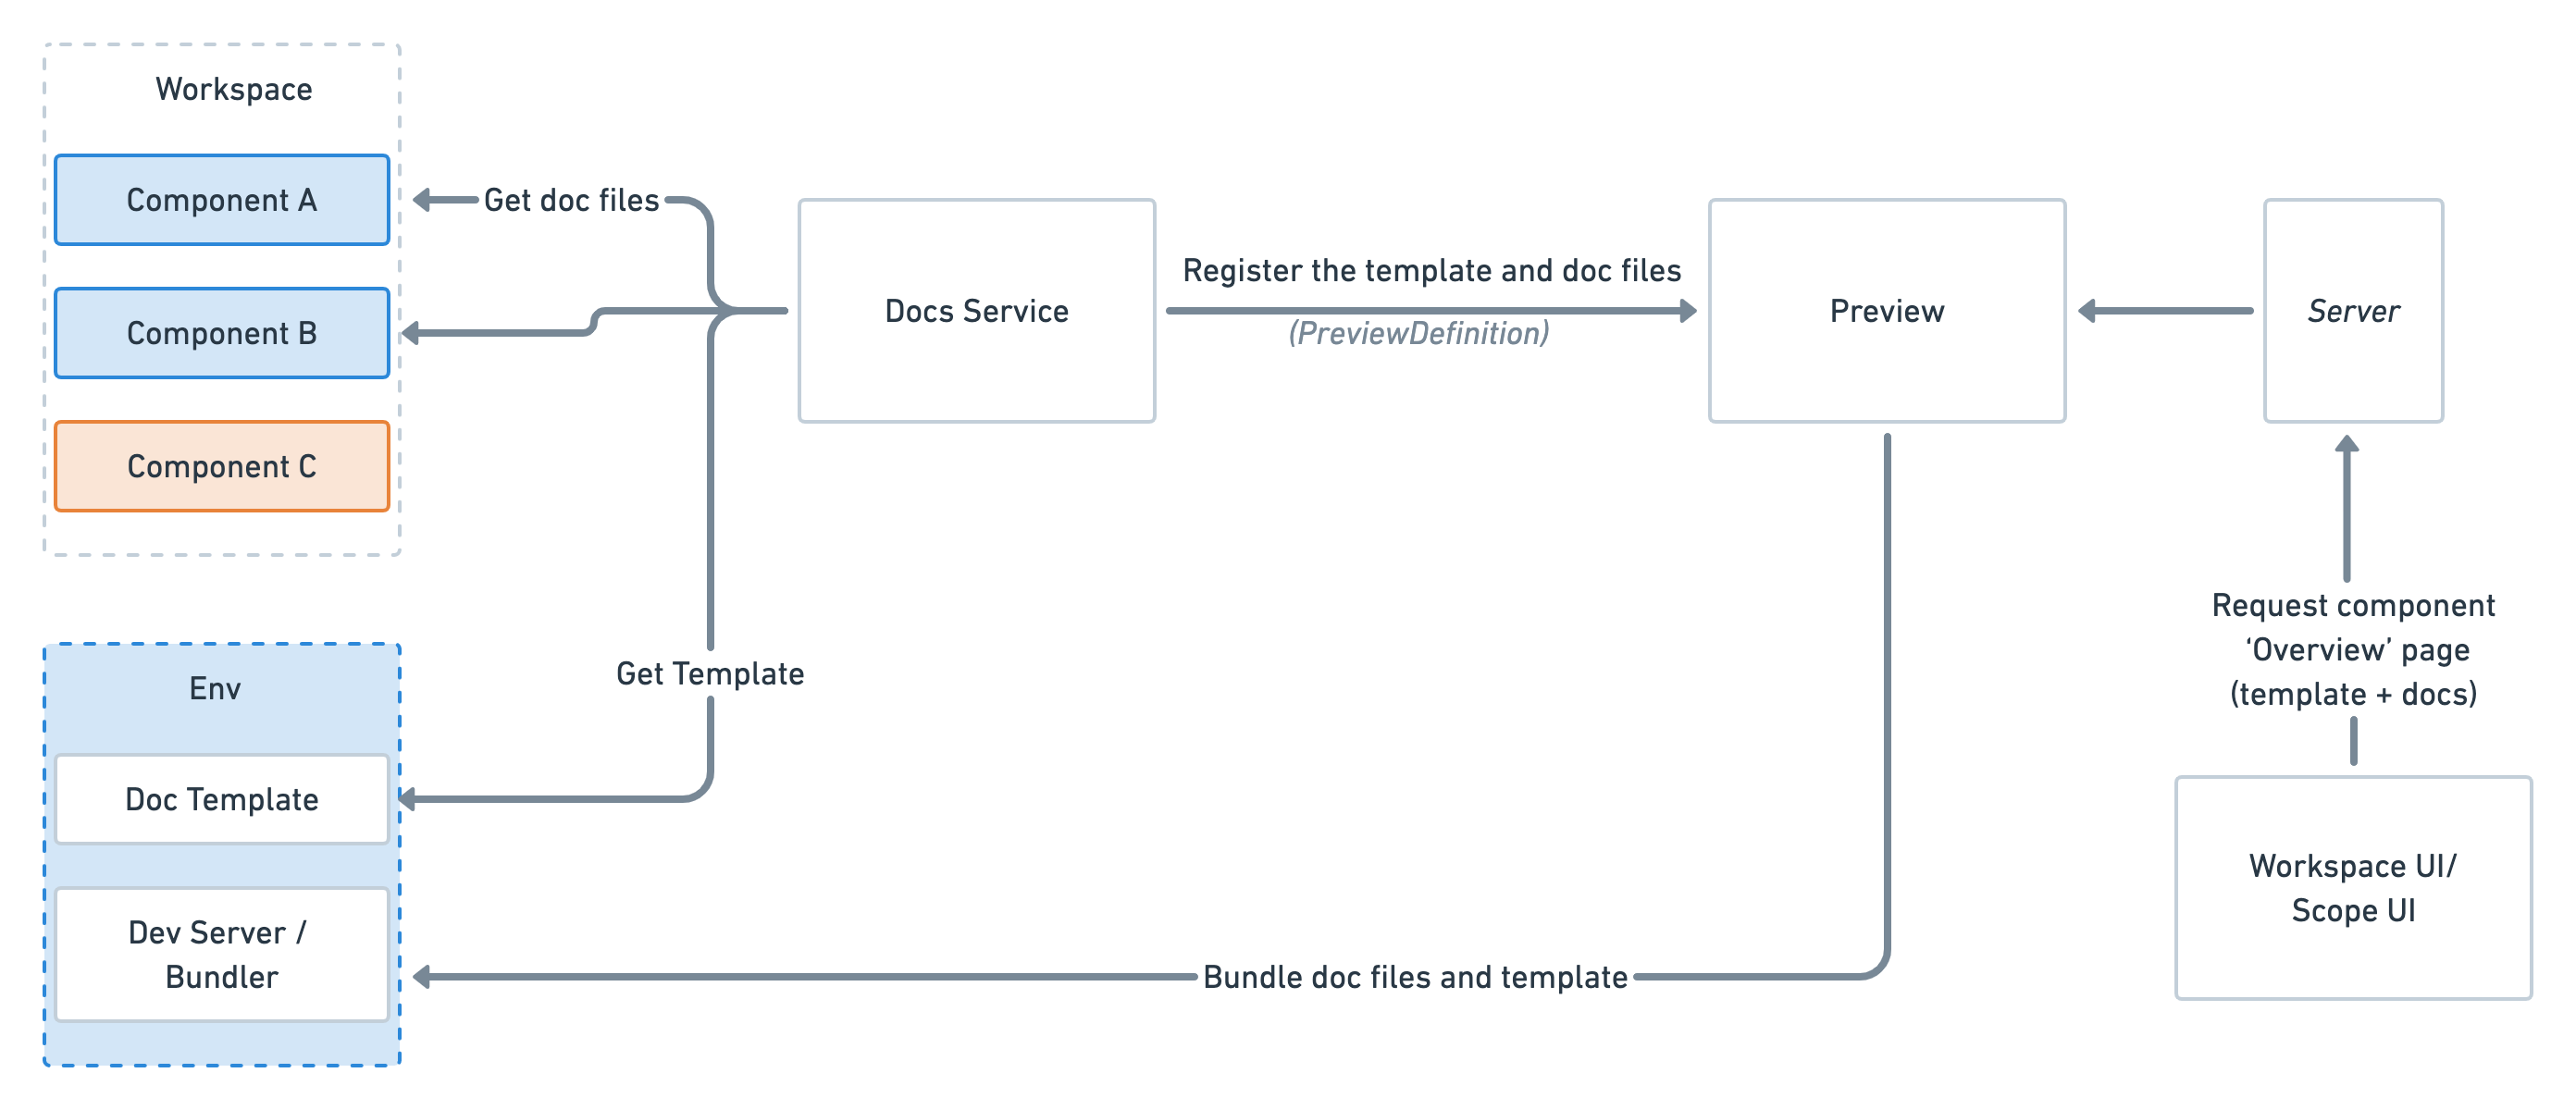 Workspace
Component A
Component B
Component C
Get doc files
Docs Service
Register the template and doc files
(PreviewDefinition)
Preview
Server
Env
Doc Template
Dev Server /
Bundler
Get Template
Bundle doc files and template
Request component
‘Overview’ page
(template + docs)
Workspace UI/
Scope UI